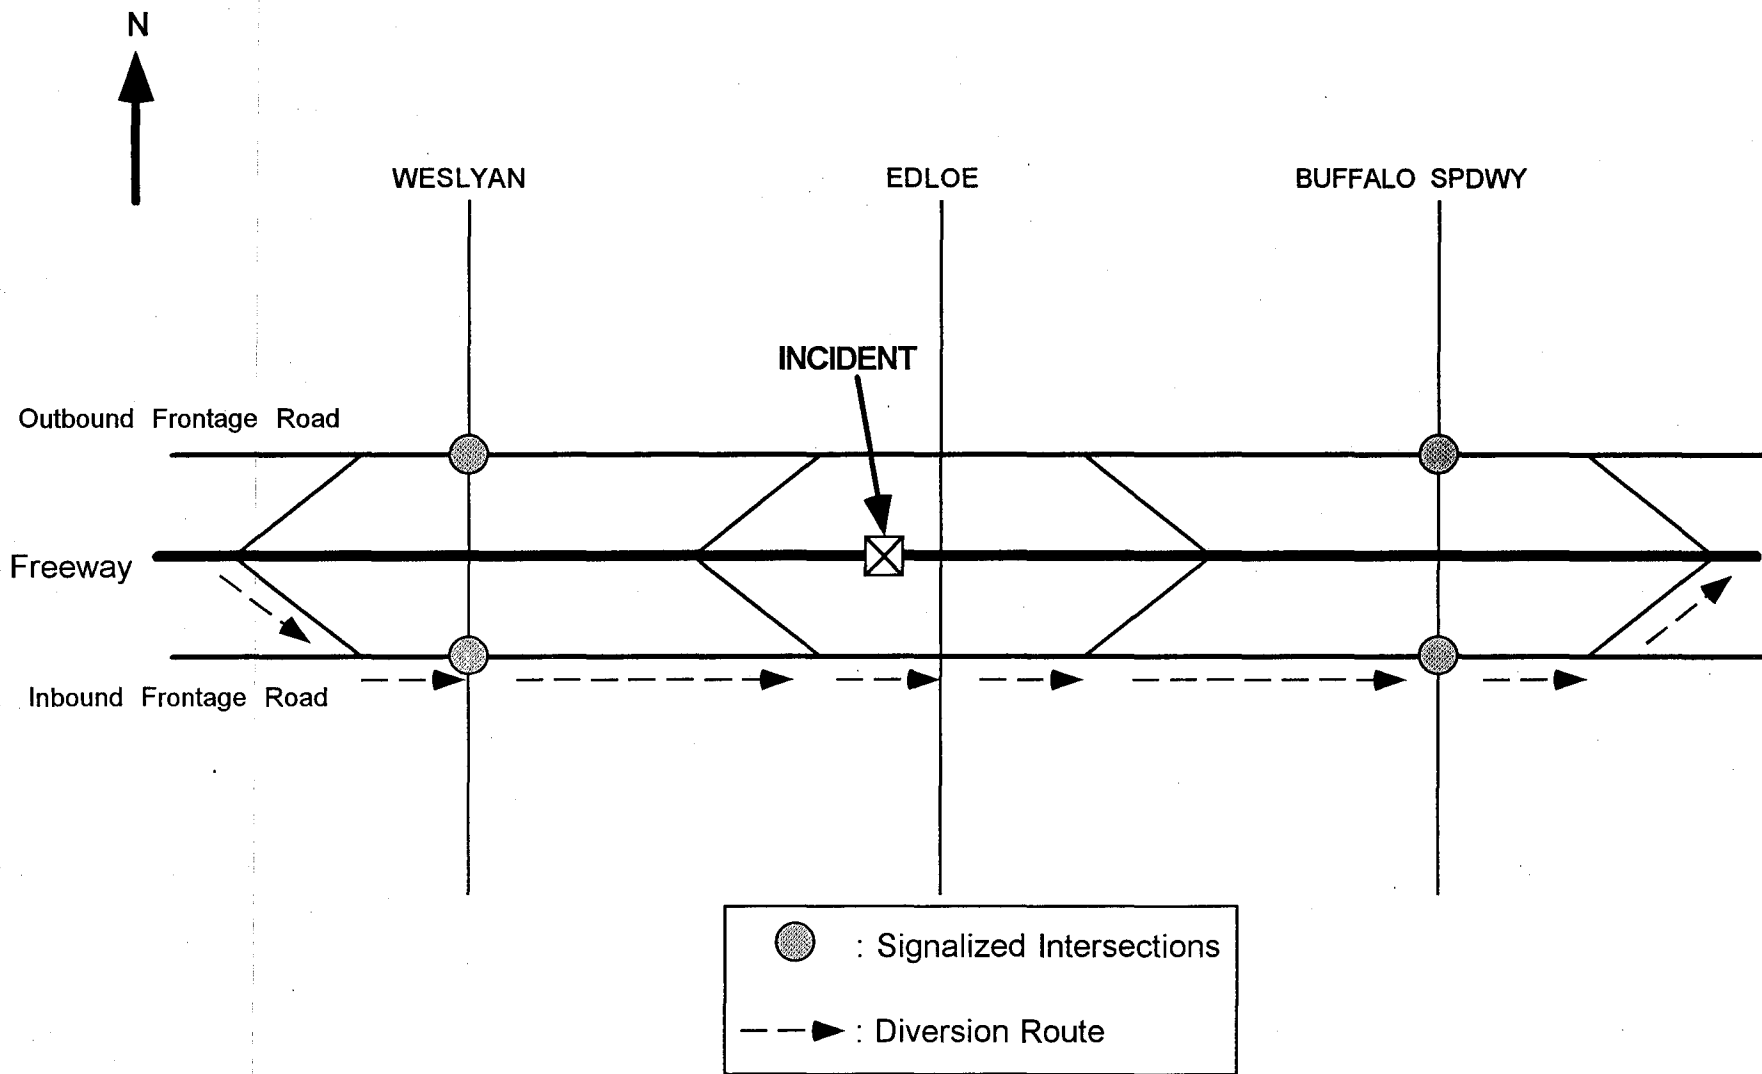 N
WESLYAN
EDLOE
BUFFALO SPDWY
INCIDENT
Outbound Frontage Road
Freeway
Inbound Frontage Road
: Signalized Intersections
: Diversion Route